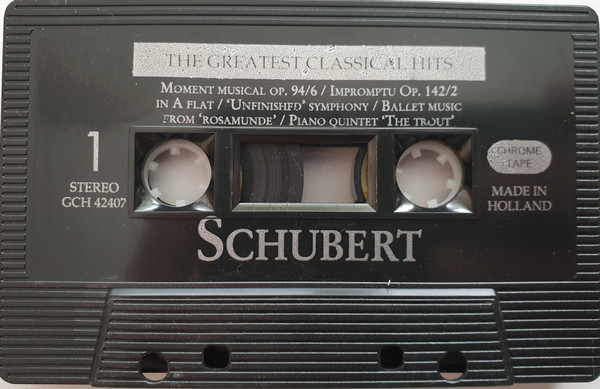 THE GREATEST CLASSICAL HITS
MOMENT MUSICAL OP. 94/6 / IMPROMPTU OP. 142/2
IN A FLAT / 'UNFINISHED' SYMPHONY / BALLET MUSIC
FROM 'ROSAMUNDE' / PIANO QUINTET 'THE TROUT'
1
STEREO
GCH 42407
CHROME
TAPE
MADE IN
HOLLAND
SCHUBERT